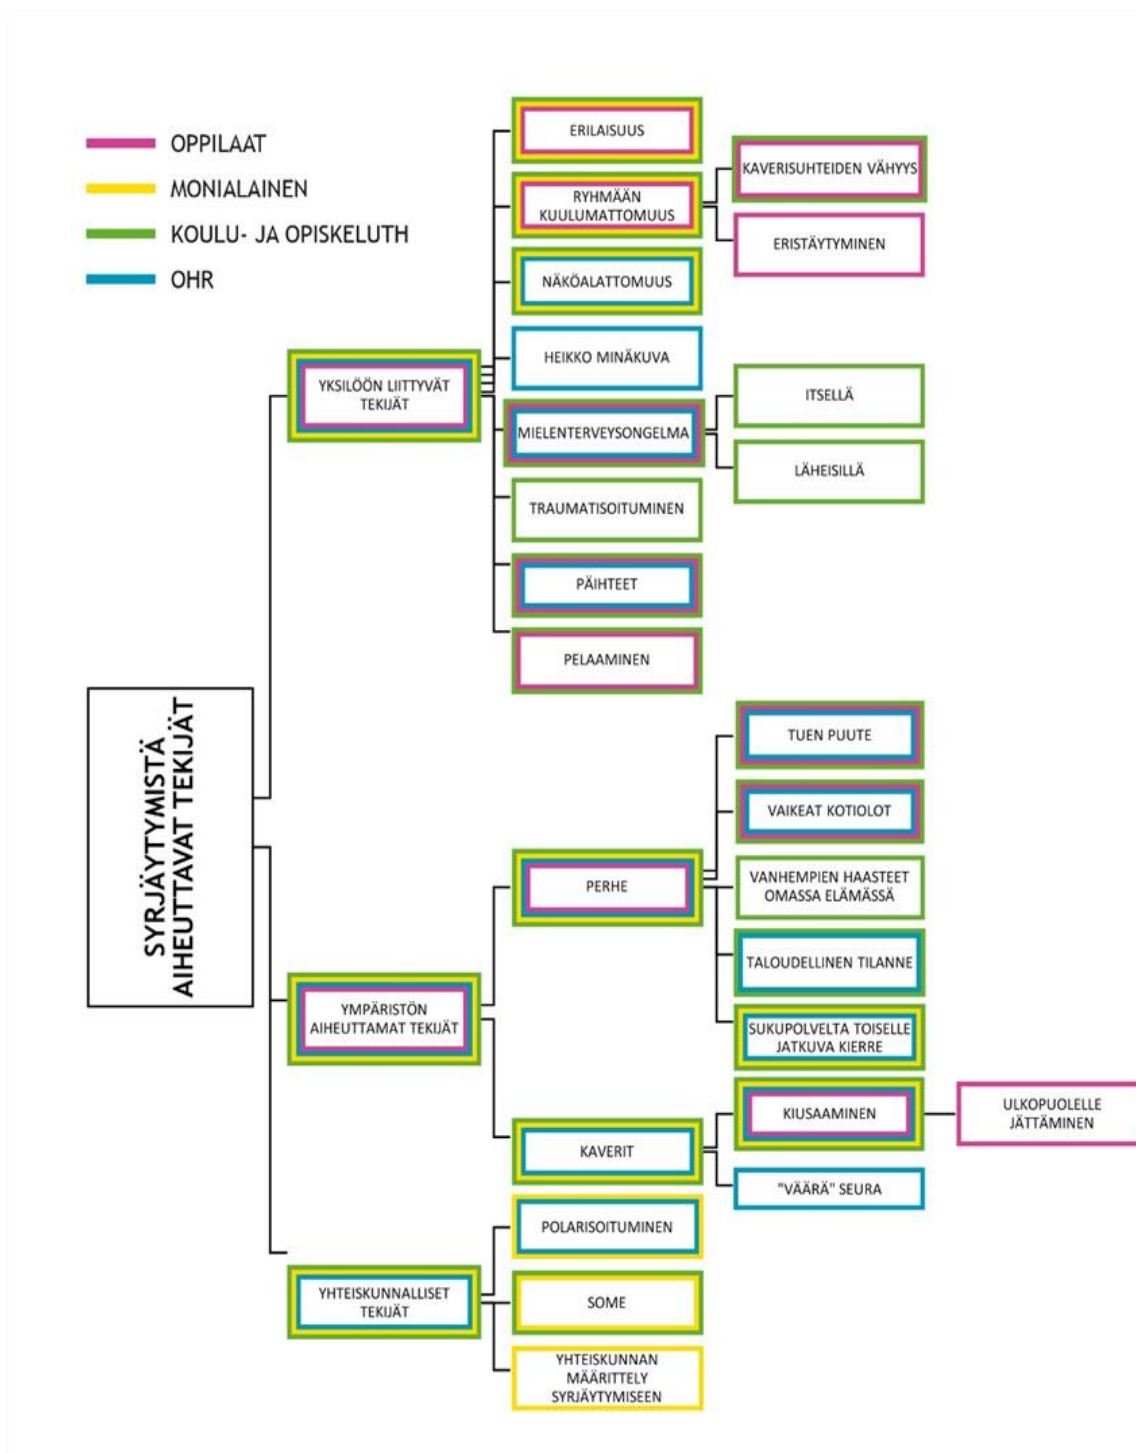 OPPILAAT
MONIALAINEN
KOULU- JA OPISKELUTH
OHR
SYRJÄYTYMISTÄ
AIHEUTTAVAT TEKIJÄT
YKSILÖÖN LIITTYVÄT
TEKIJÄT
ERILAISUUS
RYHMÄÄN
KUULUMATTOMUUS
KAVERISUHTEIDEN VÄHYYS
ERISTÄYTYMINEN
NÄKÖALATTOMUUS
HEIKKO MINÄKUVA
MIELENTERVEYSONGELMA
ITSELLÄ
LÄHEISILLÄ
TRAUMATISOITUMINEN
PÄIHTEET
PELAAMINEN
YMPÄRISTÖN
AIHEUTTAMAT TEKIJÄT
PERHE
TUEN PUUTE
VAIKEAT KOTIOLOT
VANHEMPIEN HAASTEET
OMASSA ELÄMÄSSÄ
TALOUDELLINEN TILANNE
SUKUPOLVELTA TOISELLE
JATKUVA KIERRE
KAVERIT
KIUSAAMINEN
ULKOPUOLELLE
JÄTTÄMINEN
"VÄÄRÄ" SEURA
YHTEISKUNNALLISET
TEKIJÄT
POLARISOITUMINEN
SOME
YHTEISKUNNAN
MÄÄRITTELY
SYRJÄYTYMISEEN